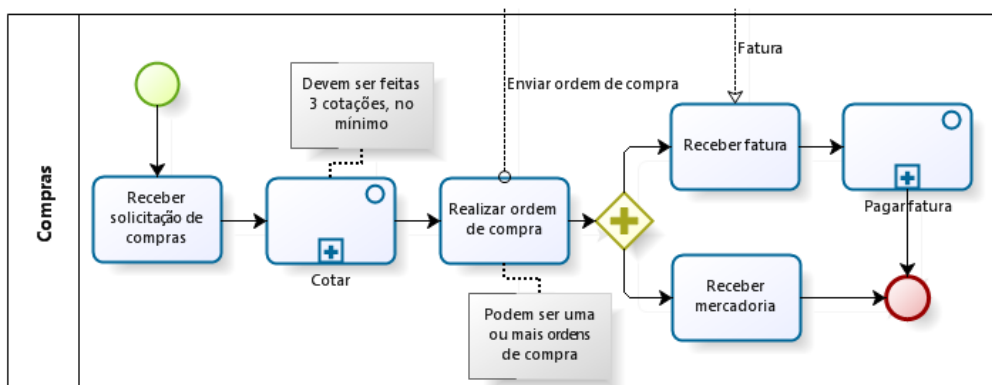 Compras
Receber
solicitação de
compras
Devem ser feitas
3 cotações, no
mínimo
Cotar
Enviar ordem de compra
Realizar ordem
de compra
Podem ser uma
ou mais ordens
de compra
Fatura
Receber fatura
Pagar fatura
Receber
mercadoria